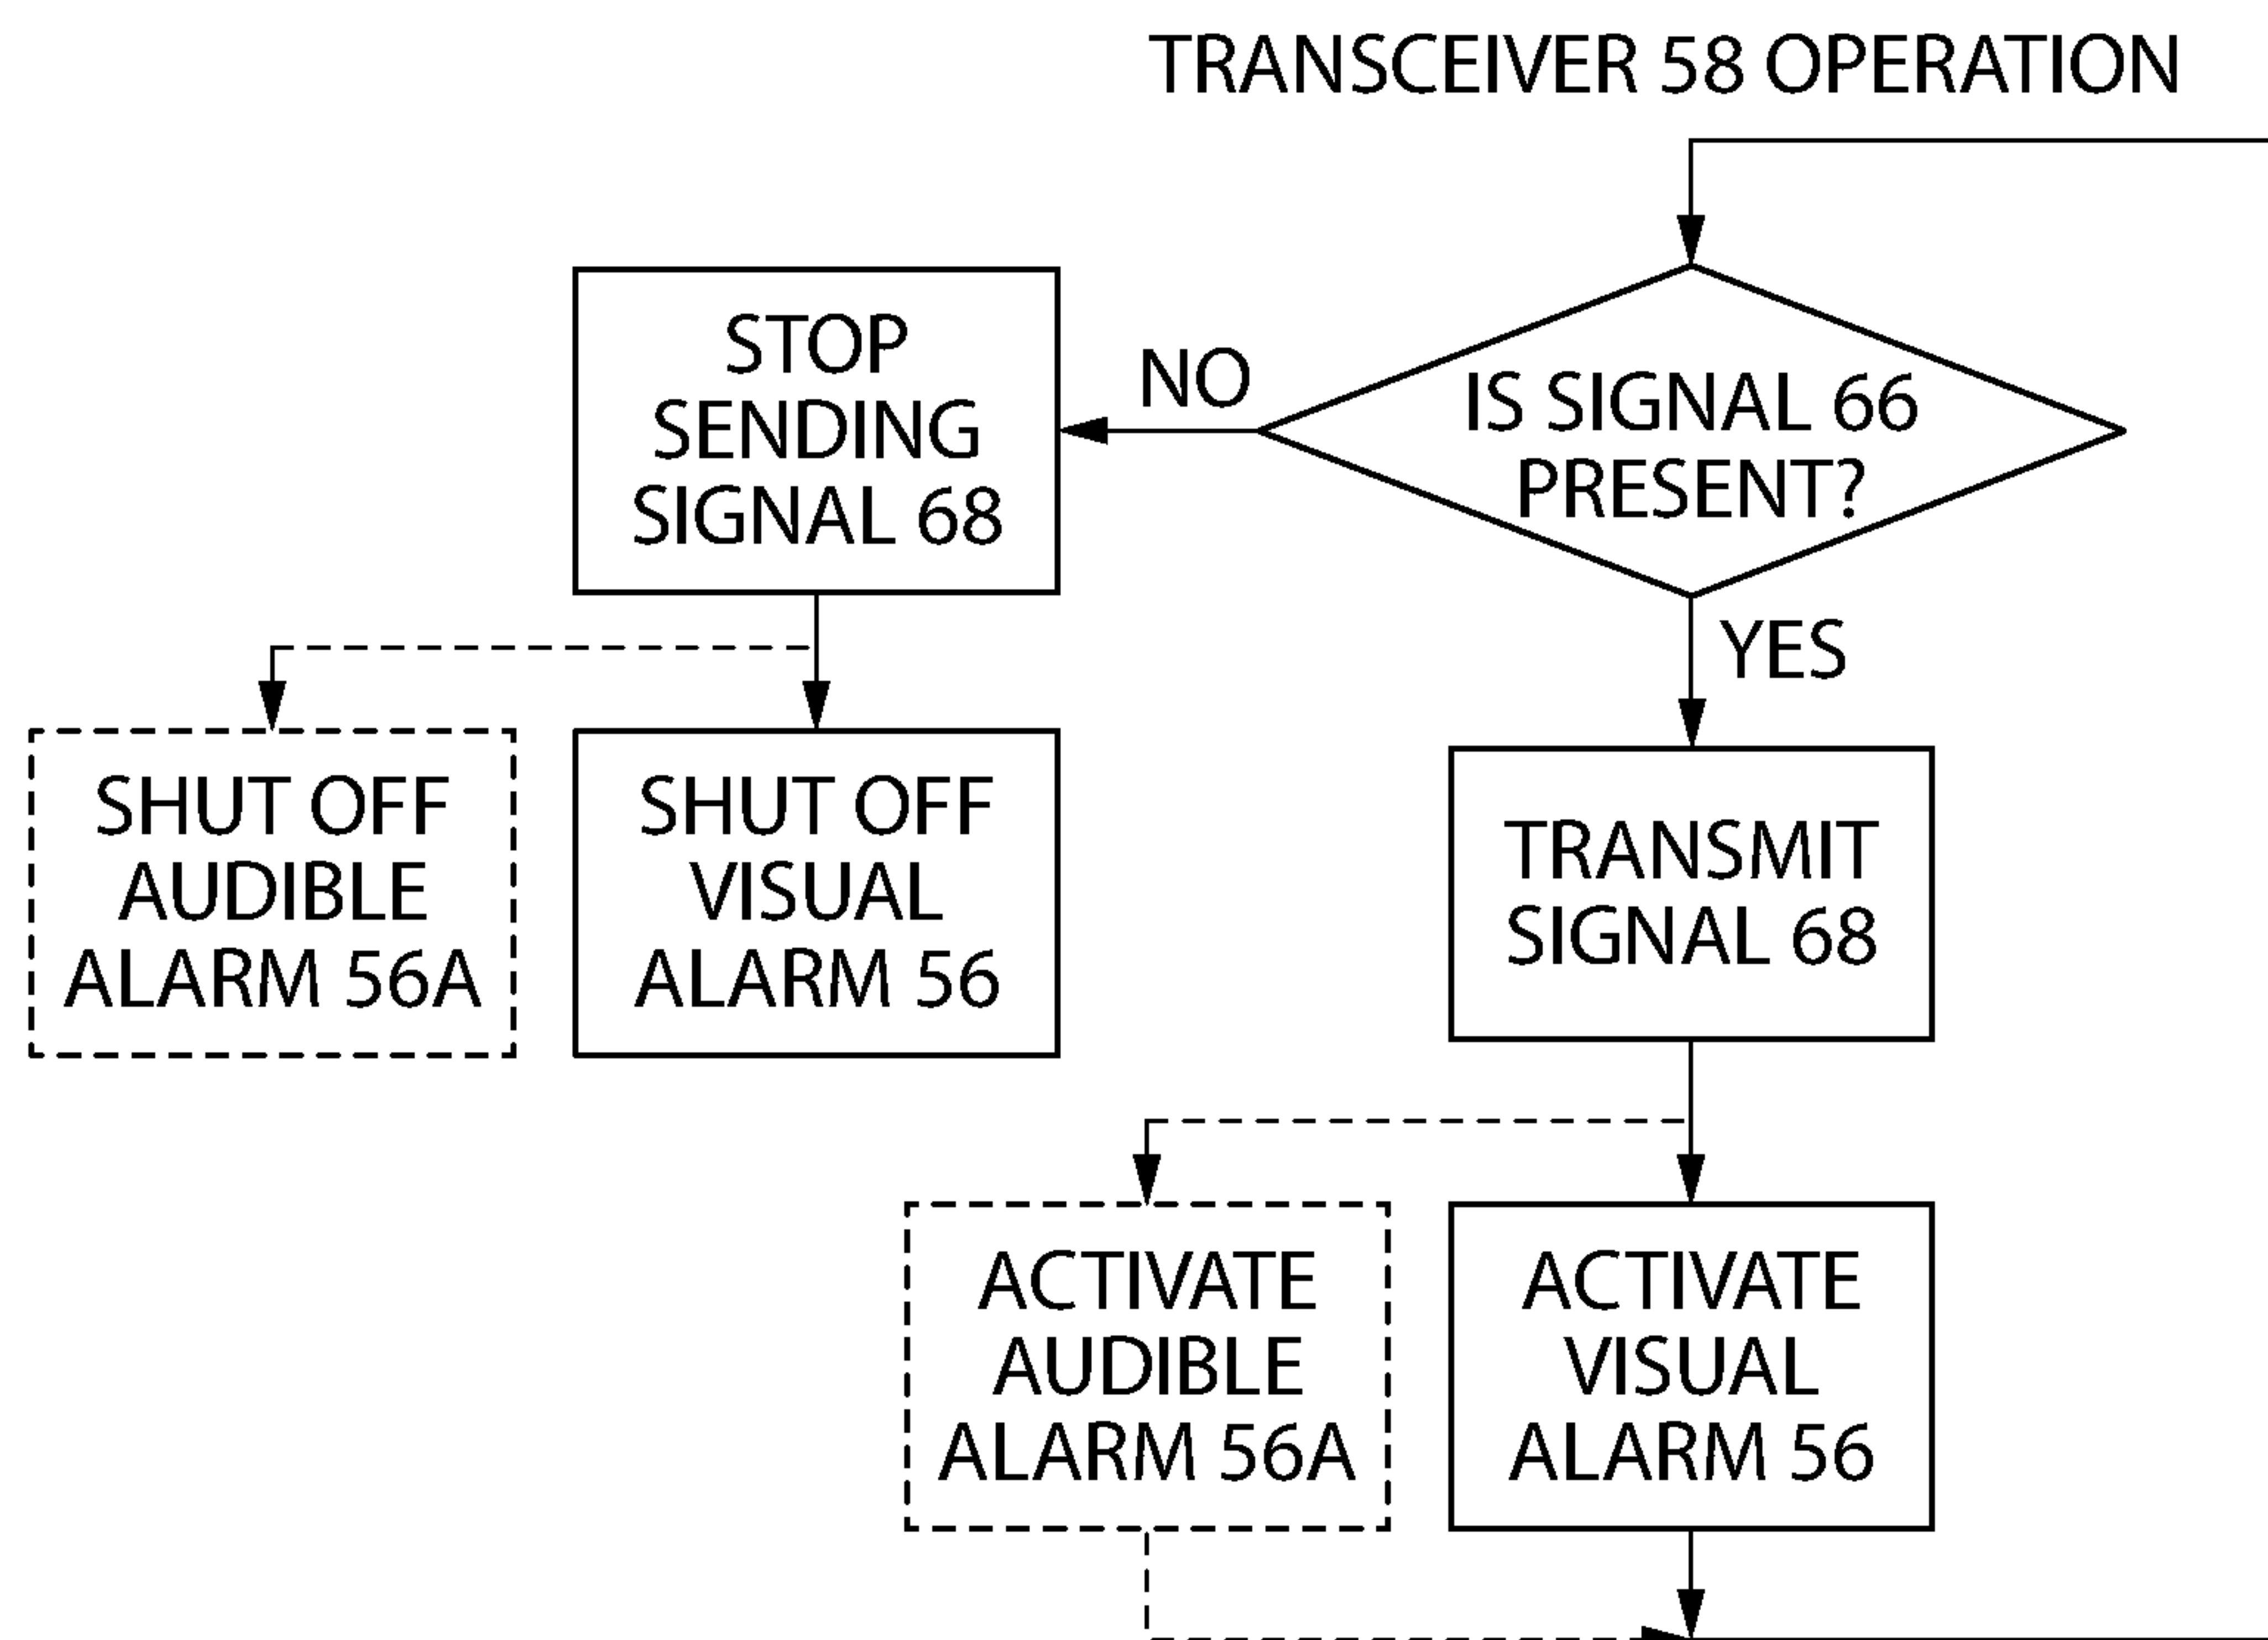 TRANSCEIVER 58 OPERATION
IS SIGNAL 66
PRESENT?
NO
STOP
SENDING
SIGNAL 68
YES
SHUT OFF
AUDIBLE
ALARM 56A
SHUT OFF
VISUAL
ALARM 56
TRANSMIT
SIGNAL 68
ACTIVATE
AUDIBLE
ALARM 56A
ACTIVATE
VISUAL
ALARM 56